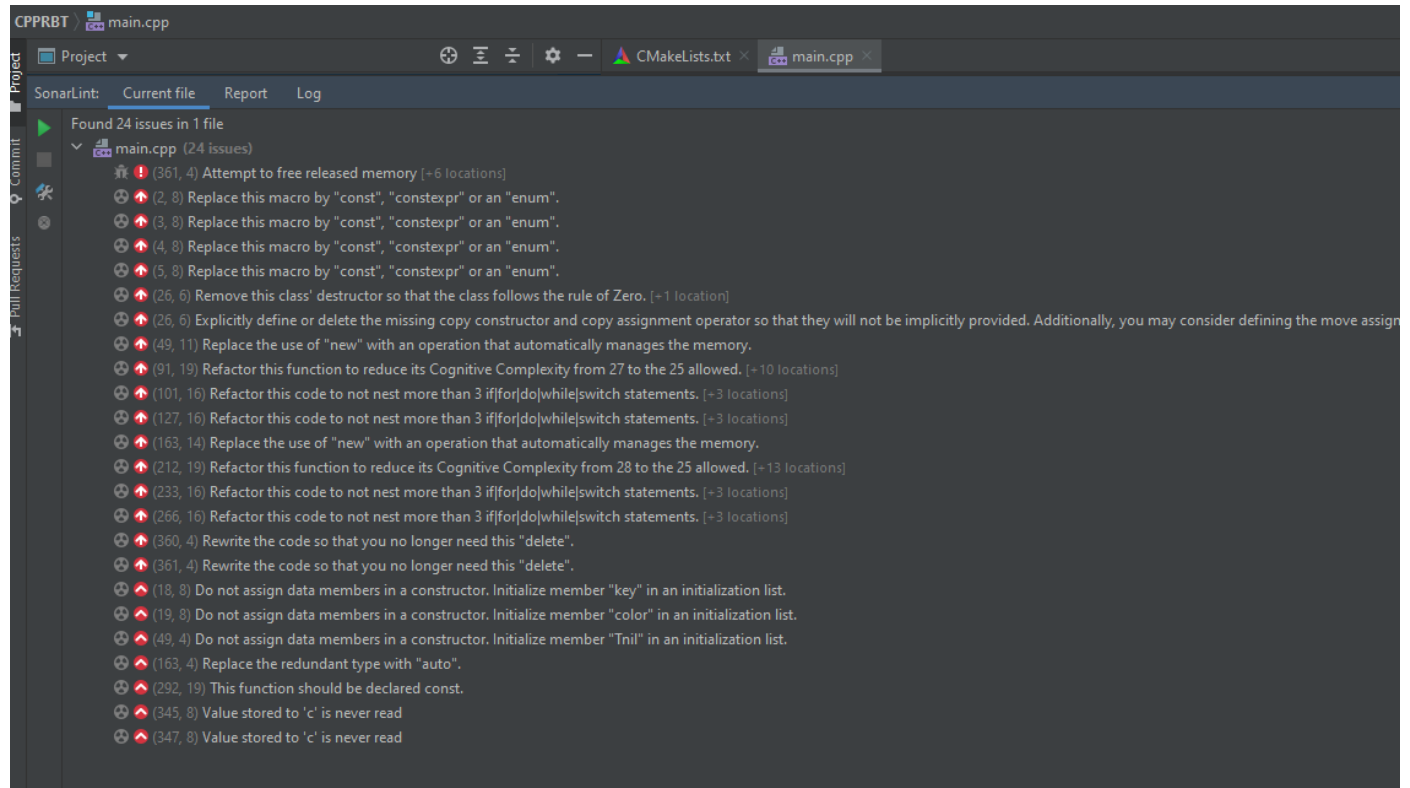 CPPRBT 〉 main.cpp
Project
Project CMakeLists.txt main.cpp
SonarLint: Current file Report Log
Commit
Pull Requests
Found 24 issues in 1 file
main.cpp (24 issues)
(361, 4) Attempt to free released memory [+6 locations]
(2, 8) Replace this macro by "const", "constexpr" or an "enum".
(3, 8) Replace this macro by "const", "constexpr" or an "enum".
(4, 8) Replace this macro by "const", "constexpr" or an "enum".
(5, 8) Replace this macro by "const", "constexpr" or an "enum".
(26, 6) Remove this class' destructor so that the class follows the rule of Zero. [+1 location]
(26, 6) Explicitly define or delete the missing copy constructor and copy assignment operator so that they will not be implicitly provided. Additionally, you may consider defining the move assign
(49, 11) Replace the use of "new" with an operation that automatically manages the memory.
(91, 19) Refactor this function to reduce its Cognitive Complexity from 27 to the 25 allowed. [+10 locations]
(101, 16) Refactor this code to not nest more than 3 if|for|do|while|switch statements. [+3 locations]
(127, 16) Refactor this code to not nest more than 3 if|for|do|while|switch statements. [+3 locations]
(163, 14) Replace the use of "new" with an operation that automatically manages the memory.
(212, 19) Refactor this function to reduce its Cognitive Complexity from 28 to the 25 allowed. [+13 locations]
(233, 16) Refactor this code to not nest more than 3 if|for|do|while|switch statements. [+3 locations]
(266, 16) Refactor this code to not nest more than 3 if|for|do|while|switch statements. [+3 locations]
(360, 4) Rewrite the code so that you no longer need this "delete".
(361, 4) Rewrite the code so that you no longer need this "delete".
(18, 8) Do not assign data members in a constructor. Initialize member "key" in an initialization list.
(19, 8) Do not assign data members in a constructor. Initialize member "color" in an initialization list.
(49, 4) Do not assign data members in a constructor. Initialize member "Tnil" in an initialization list.
(163, 4) Replace the redundant type with "auto".
(292, 19) This function should be declared const.
(345, 8) Value stored to 'c' is never read
(347, 8) Value stored to 'c' is never read